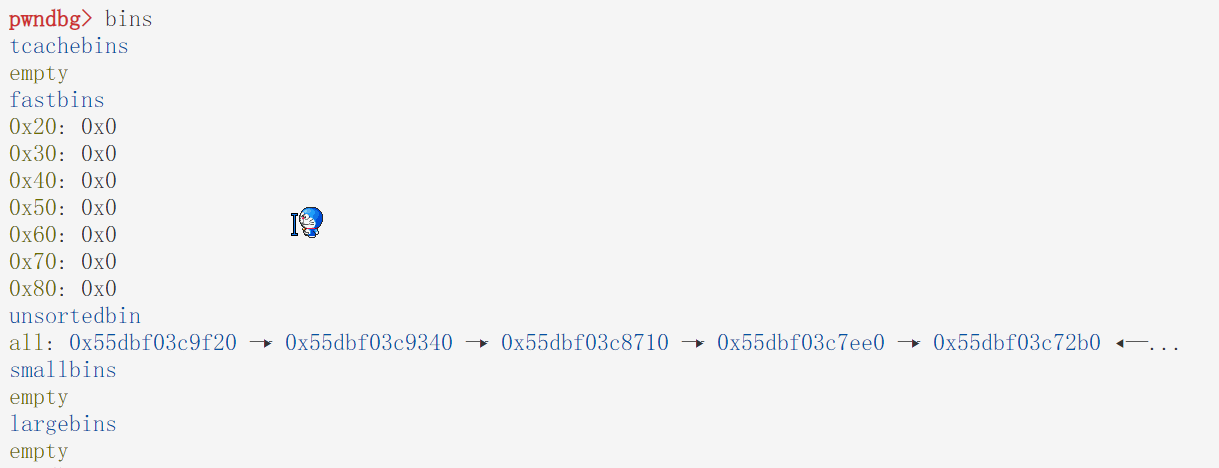 pwndbg> bins
tcachebins
empty
fastbins
0x20: 0x0
0x30: 0x0
0x40: 0x0
0x50: 0x0
0x60: 0x0
0x70: 0x0
0x80: 0x0
unsortedbin
all: 0x55dbf03c9f20 —▸ 0x55dbf03c9340 —▸ 0x55dbf03c8710 —▸ 0x55dbf03c7ee0 —▸ 0x55dbf03c72b0 ◂—...
smallbins
empty
largebins
empty